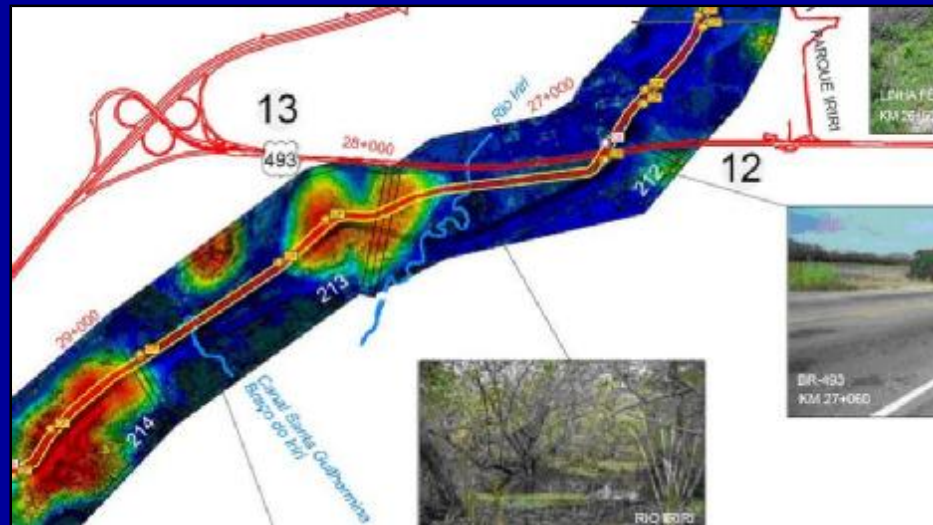 13
493
28+000
Rio Iriri
27+000
PARQUE IRIRI
12
212
213
214
29+000
Canal Santa Guilhermina
Braço do Iriri
BR-493
KM 27+060
RIO IRIRI